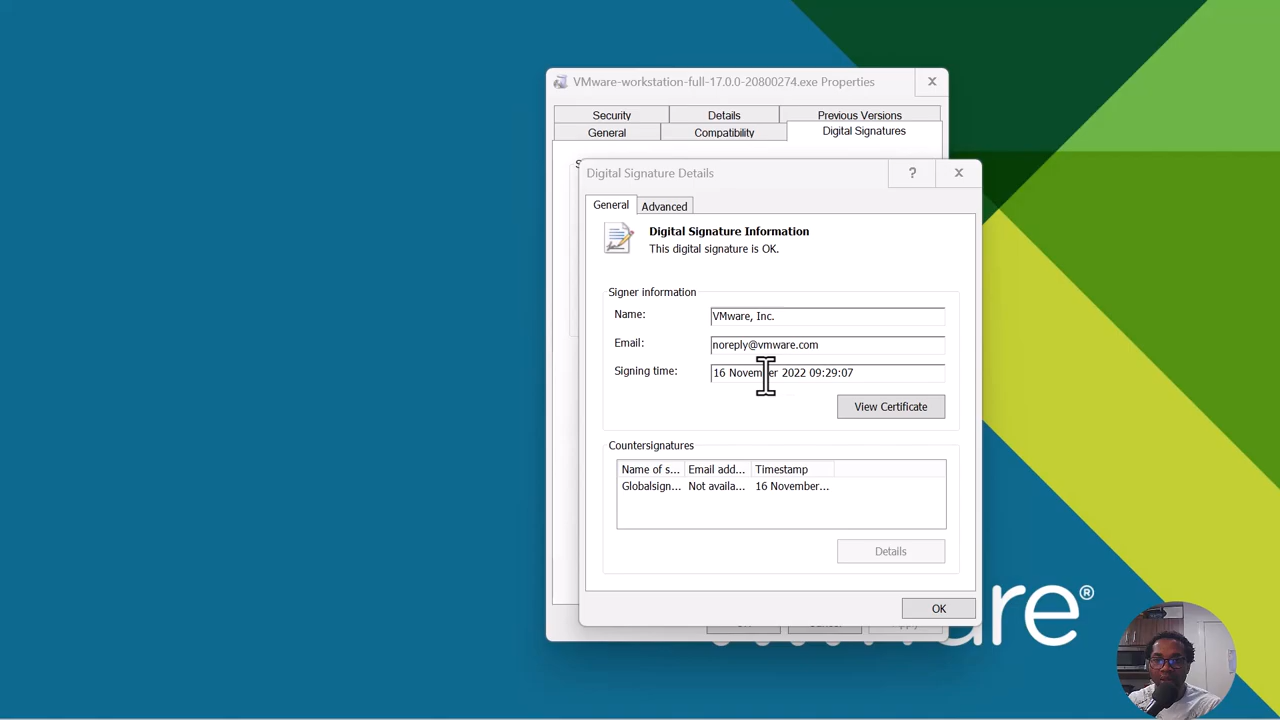 VMware-workstation-full-17.0.0-20800274.exe Properties
Security Details Previous Versions
General Compatibility Digital Signatures
Digital Signature Details
General Advanced
Digital Signature Information
This digital signature is OK.
Signer information
Name: VMware, Inc.
Email: noreply@vmware.com
Signing time: 16 November 2022 09:29:07
View Certificate
Countersignatures
Name of s... Email add... Timestamp
Globalsign... Not availa... 16 November...
Details
OK
are®